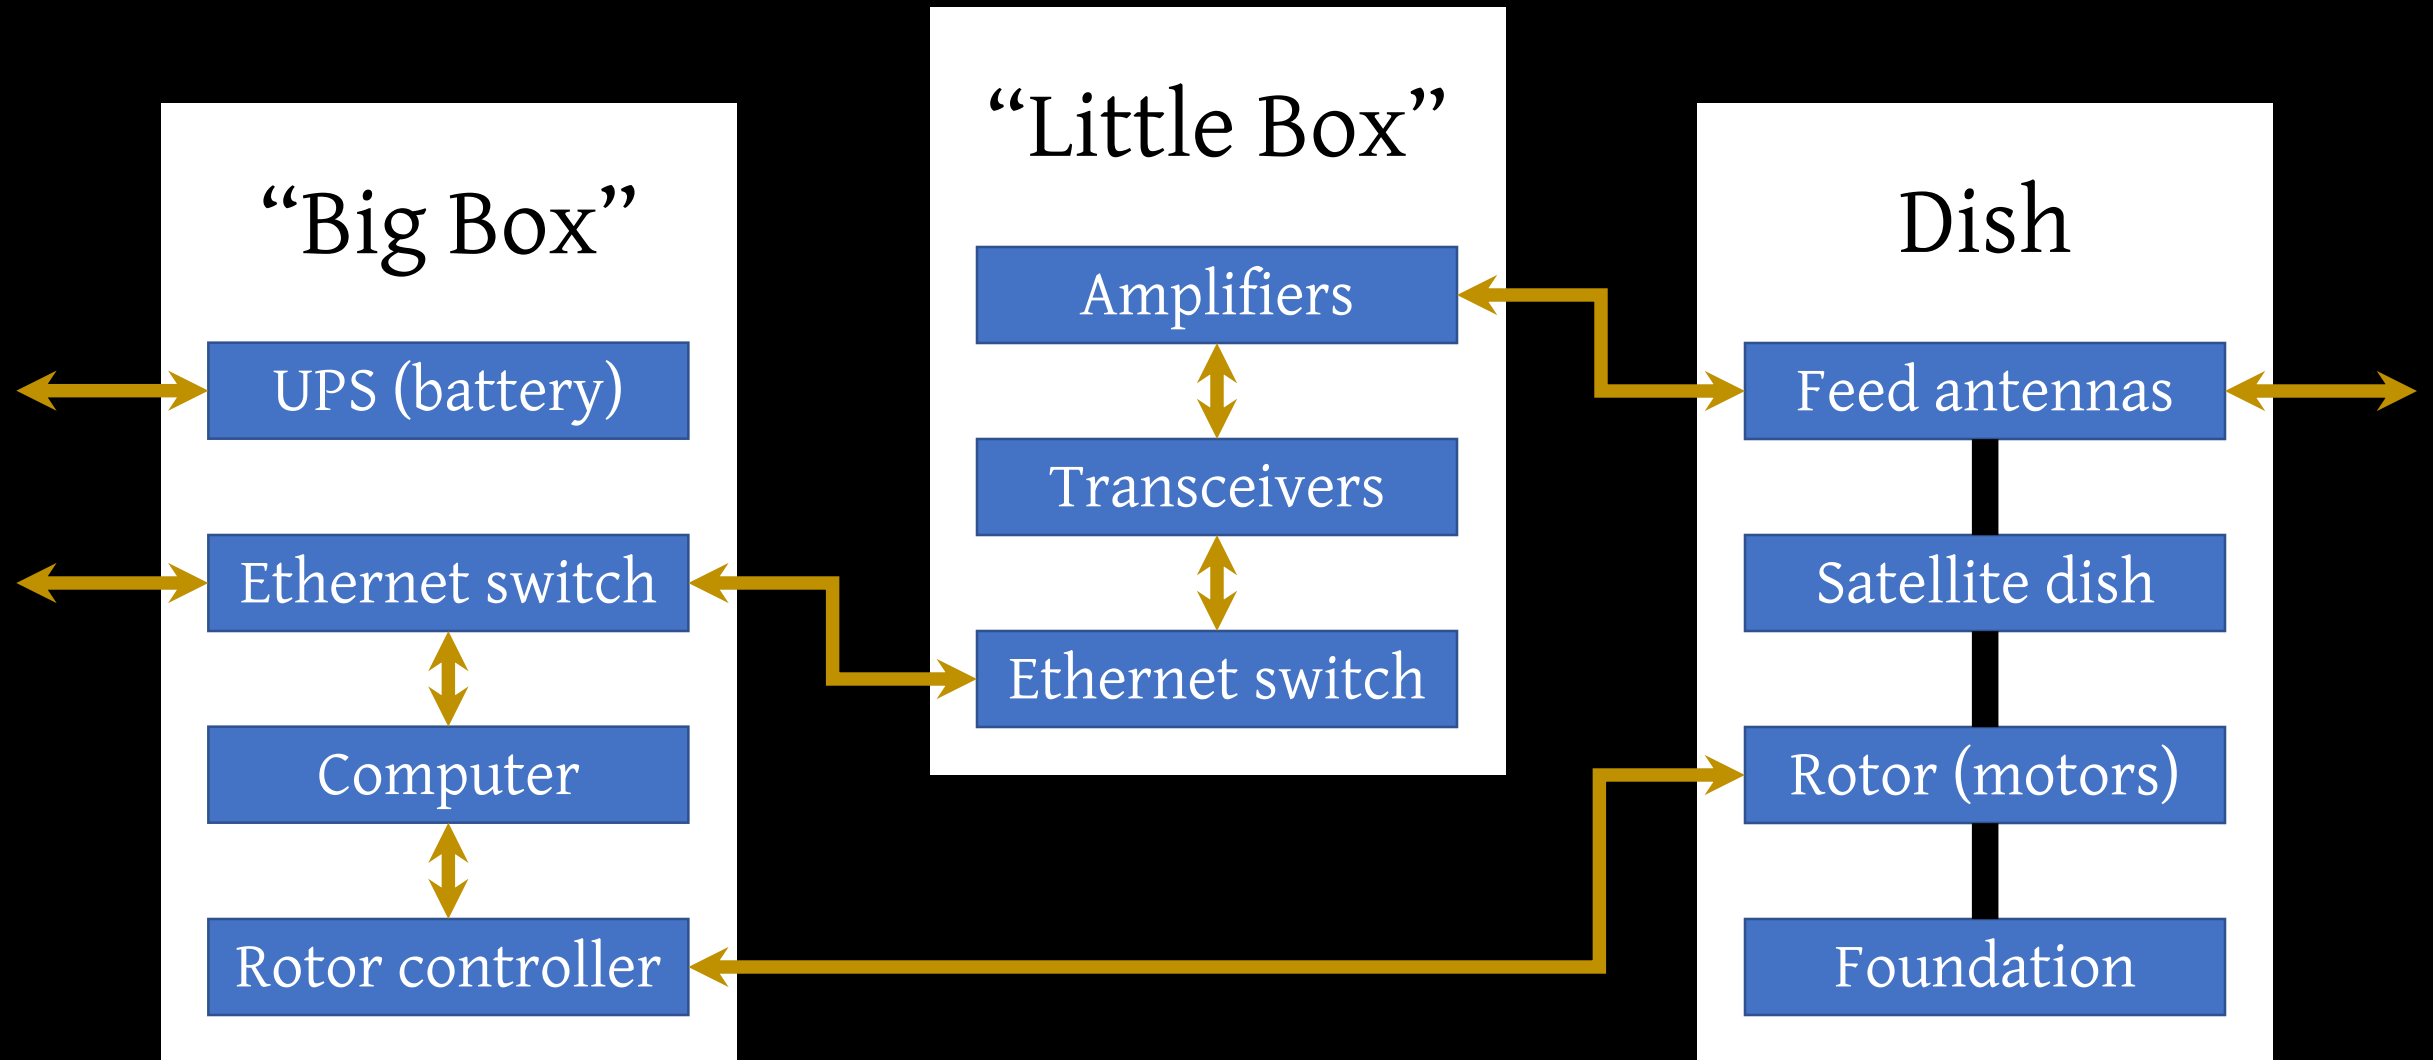 “Big Box”
UPS (battery)
Ethernet switch
Computer
Rotor controller
“Little Box”
Amplifiers
Transceivers
Ethernet switch
Dish
Feed antennas
Satellite dish
Rotor (motors)
Foundation